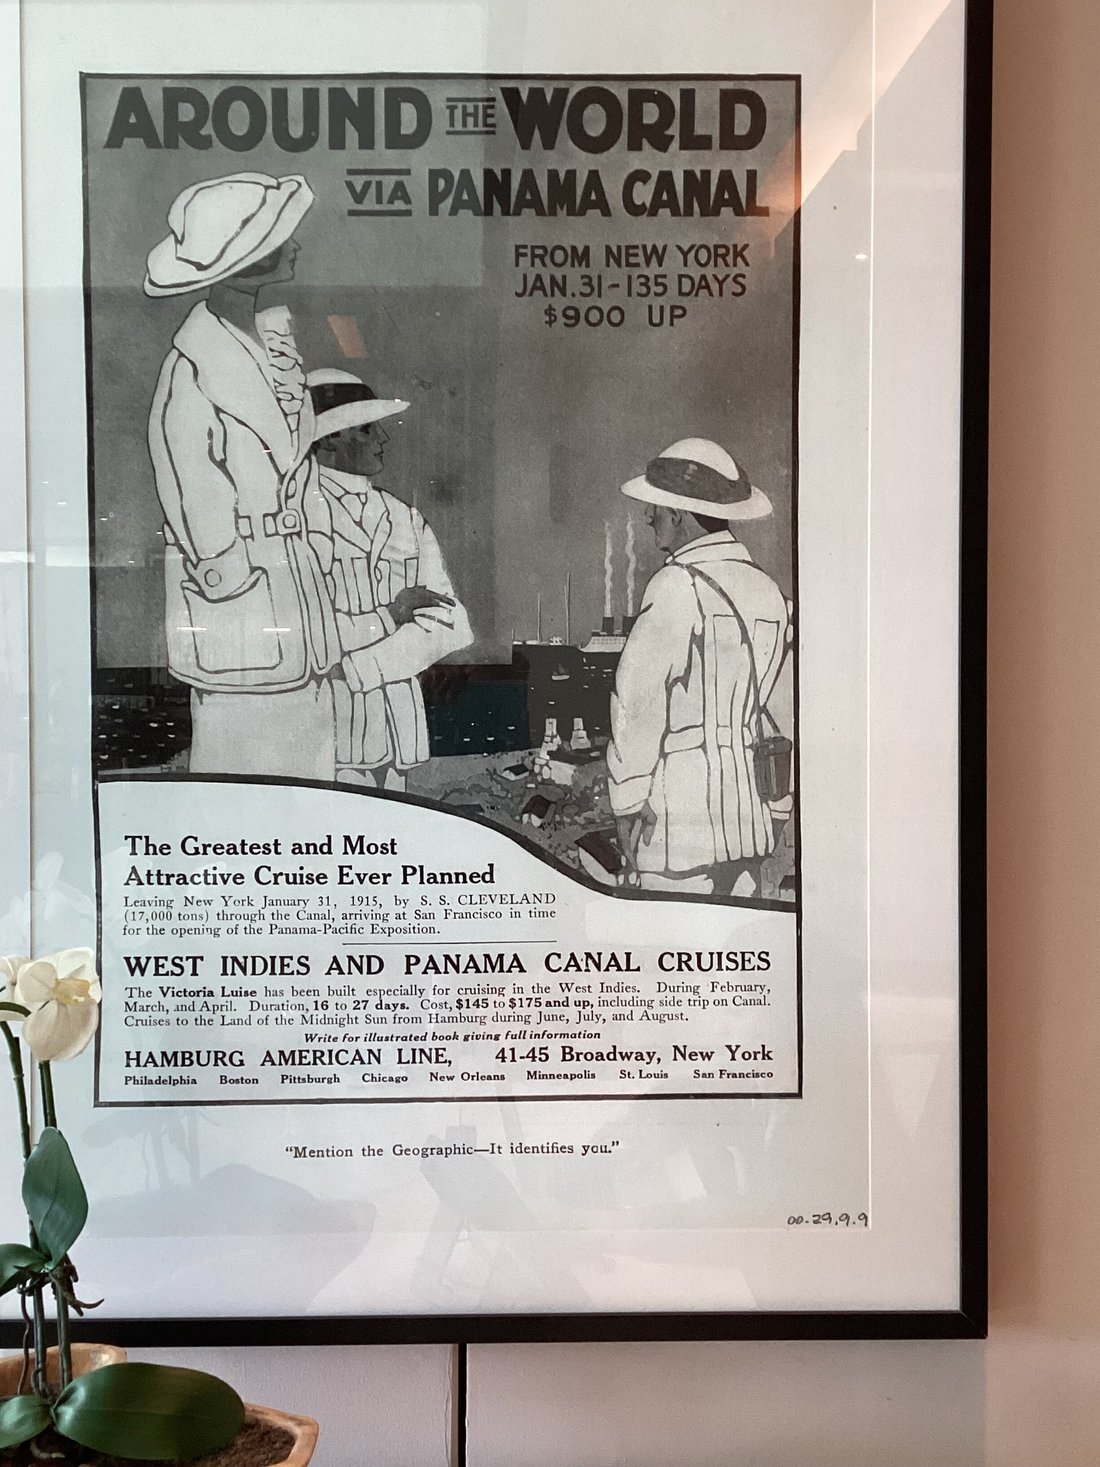 AROUND THE WORLD
VIA PANAMA CANAL
FROM NEW YORK
JAN.31-135 DAYS
$900 UP
The Greatest and Most
Attractive Cruise Ever Planned
Leaving New York January 31, 1915, by S. S. CLEVELAND
(17,000 tons) through the Canal, arriving at San Francisco in time
for the opening of the Panama-Pacific Exposition.
WEST INDIES AND PANAMA CANAL CRUISES
The Victoria Luise has been built especially for cruising in the West Indies. During February,
March, and April. Duration, 16 to 27 days. Cost, $145 to $175 and up, including side trip on Canal.
Cruises to the Land of the Midnight Sun from Hamburg during June, July, and August.
Write for illustrated book giving full information
HAMBURG AMERICAN LINE, 41-45 Broadway, New York
Philadelphia Boston Pittsburgh Chicago New Orleans Minneapolis St. Louis San Francisco
"Mention the Geographic—It identifies you."
00-29.9.9